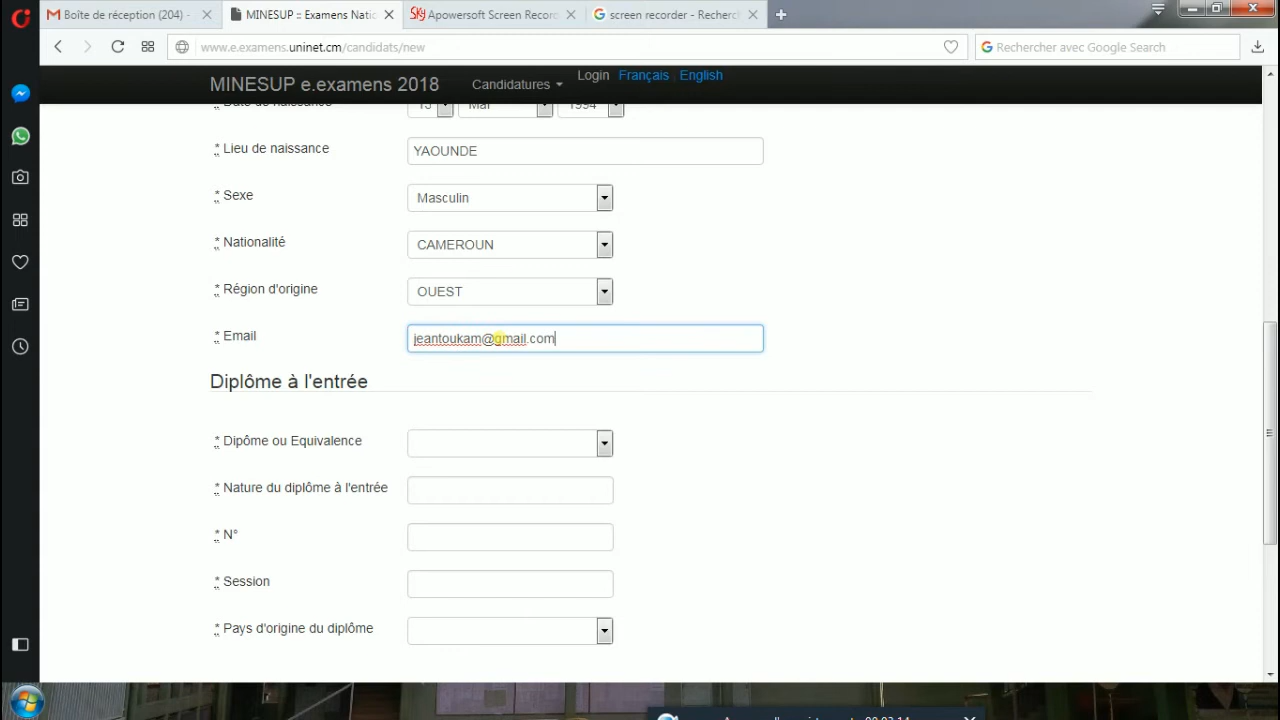 Boîte de réception (204) - MINESUP :: Examens Natio Apowersoft Screen Record screen recorder - Recherch
www.e.examens.uninet.cm/candidats/new Rechercher avec Google Search
MINESUP e.examens 2018 Candidatures Login Français English
* Date de naissance 15 Mai 1994
* Lieu de naissance YAOUNDE
* Sexe Masculin
* Nationalité CAMEROUN
* Région d'origine OUEST
* Email jeantoukam@gmail.com
Diplôme à l'entrée
* Dipôme ou Equivalence
* Nature du diplôme à l'entrée
* N°
* Session
* Pays d'origine du diplôme